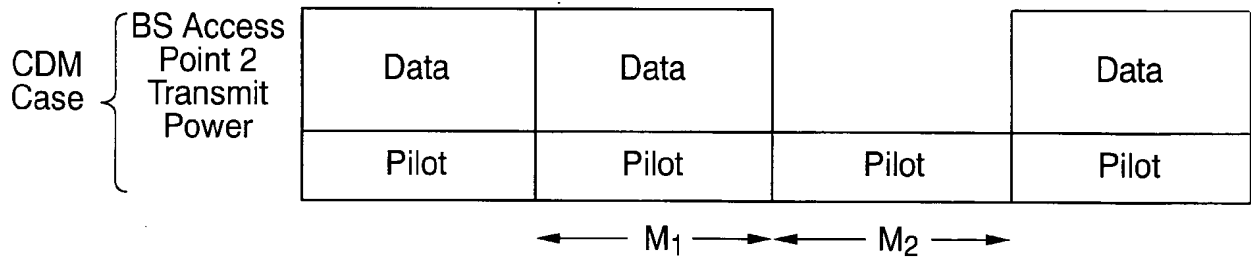 CDM
Case
BS Access
Point 2
Transmit
Power
Data
Data
Data
Pilot
Pilot
Pilot
Pilot
M1
M2